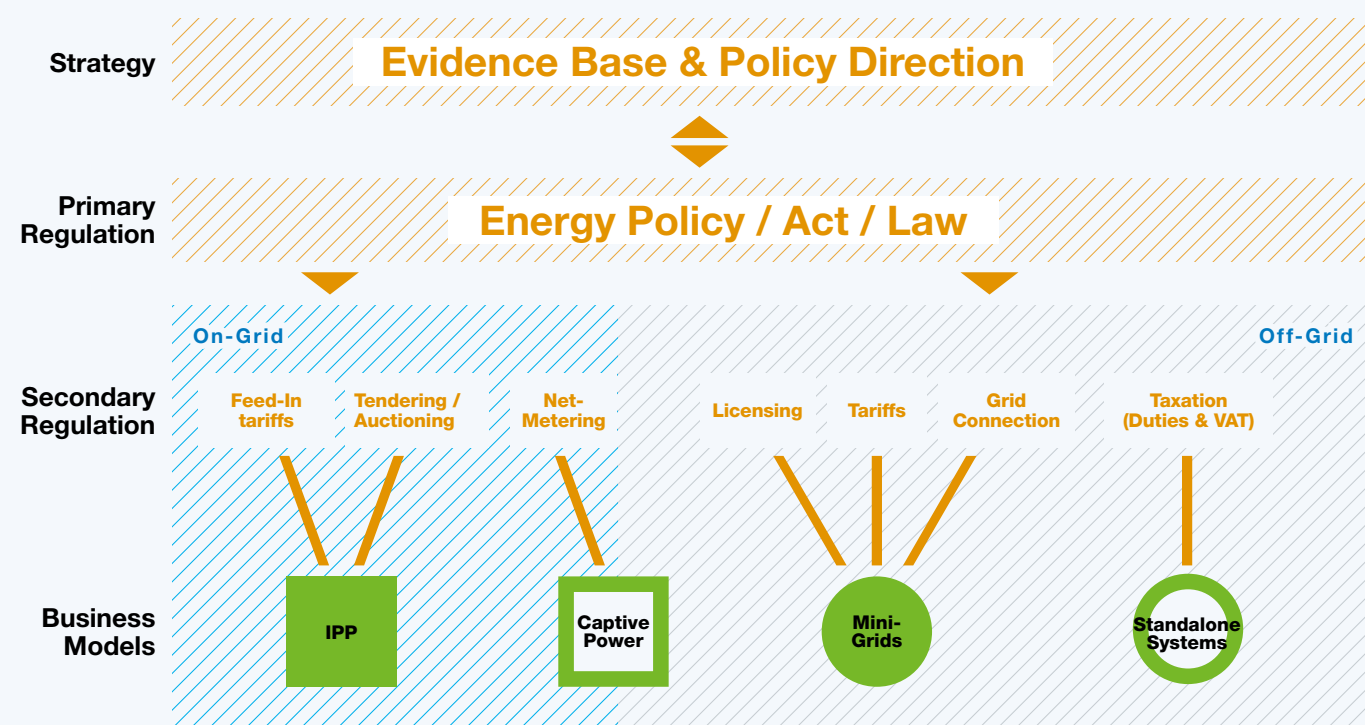 Strategy
Evidence Base & Policy Direction
Primary
Regulation
Energy Policy / Act / Law
On-Grid
Off-Grid
Secondary
Regulation
Feed-In
tariffs
Tendering /
Auctioning
Net-
Metering
Licensing
Tariffs
Grid
Connection
Taxation
(Duties & VAT)
Business
Models
IPP
Captive
Power
Mini-
Grids
Standalone
Systems